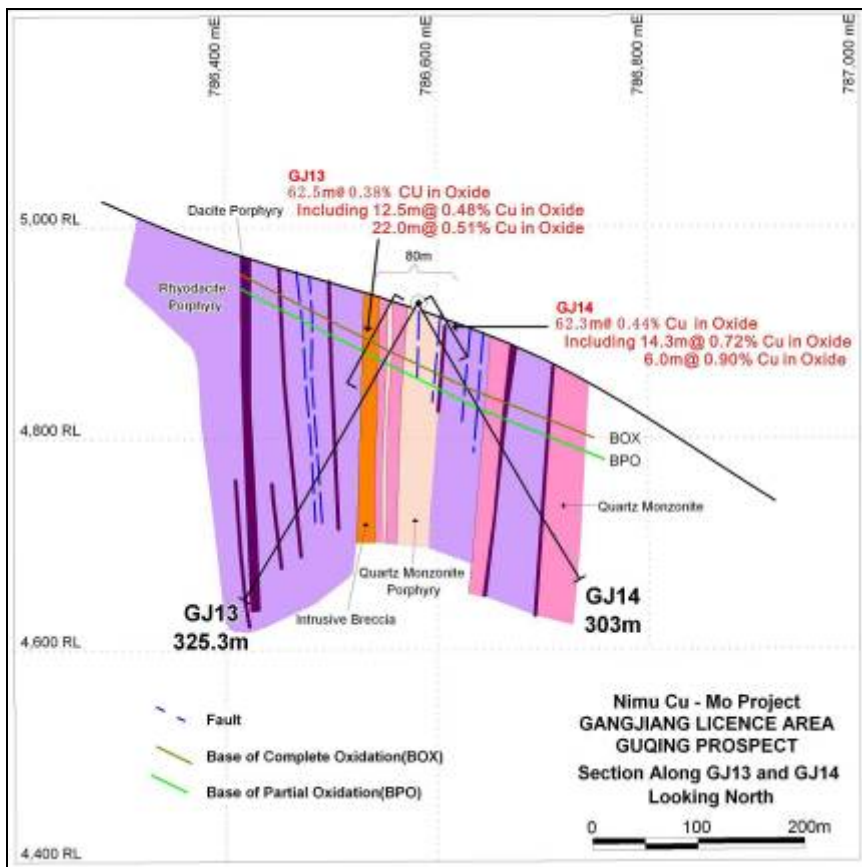 786,400 mE
786,600 mE
786,800 mE
787,000 mE
GJ13
62.5m@ 0.38% CU in Oxide
Including 12.5m@ 0.48% Cu in Oxide
22.0m@ 0.51% Cu in Oxide
Dacite Porphyry
5,000 RL
80m
Rhyodacite
Porphyry
GJ14
62.3m@ 0.44% Cu in Oxide
Including 14.3m@ 0.72% Cu in Oxide
6.0m@ 0.90% Cu in Oxide
4,800 RL
BOX
BPO
Quartz Monzonite
Quartz Monzonite
Porphyry
Intrusive Breccia
GJ13
325.3m
GJ14
303m
4,600 RL
Fault
Base of Complete Oxidation(BOX)
Base of Partial Oxidation(BPO)
Nimu Cu - Mo Project
GANGJIANG LICENCE AREA
GUQING PROSPECT
Section Along GJ13 and GJ14
Looking North
0 100 200m
4,400 RL